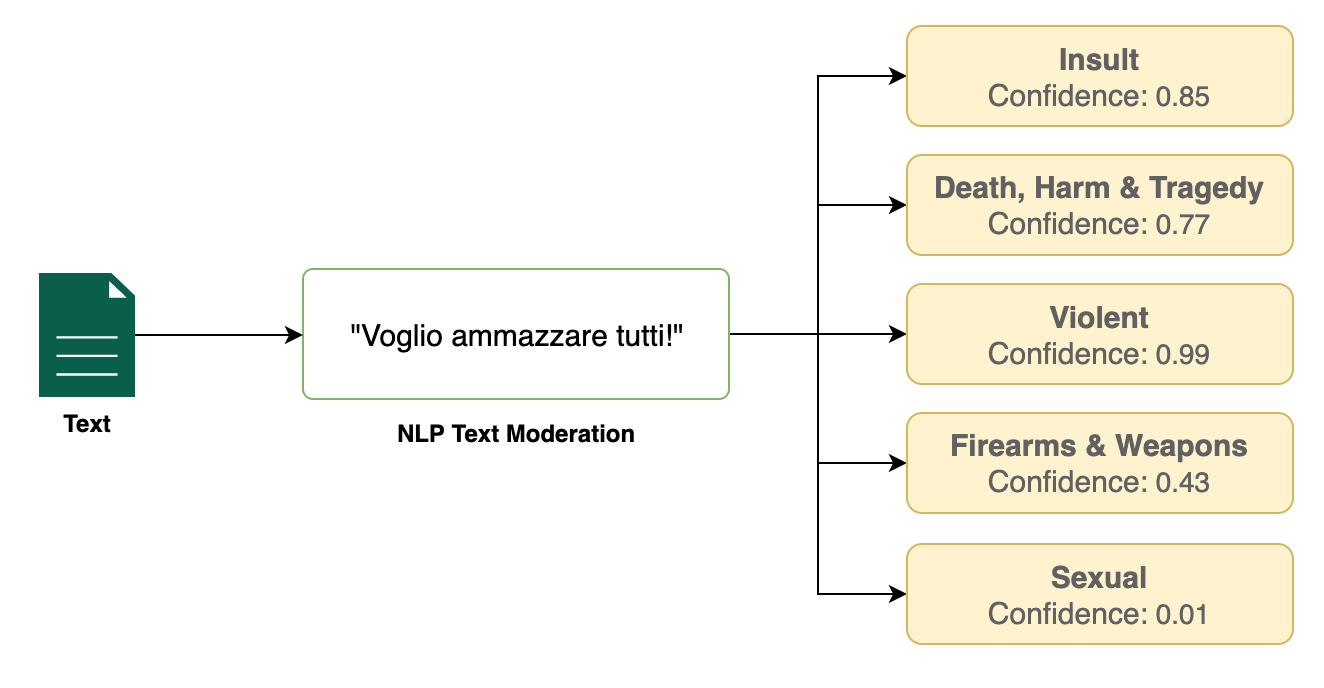 Insult
Confidence: 0.85
Death, Harm & Tragedy
Confidence: 0.77
Violent
Confidence: 0.99
"Voglio ammazzare tutti!"
Text
NLP Text Moderation
Firearms & Weapons
Confidence: 0.43
Sexual
Confidence: 0.01